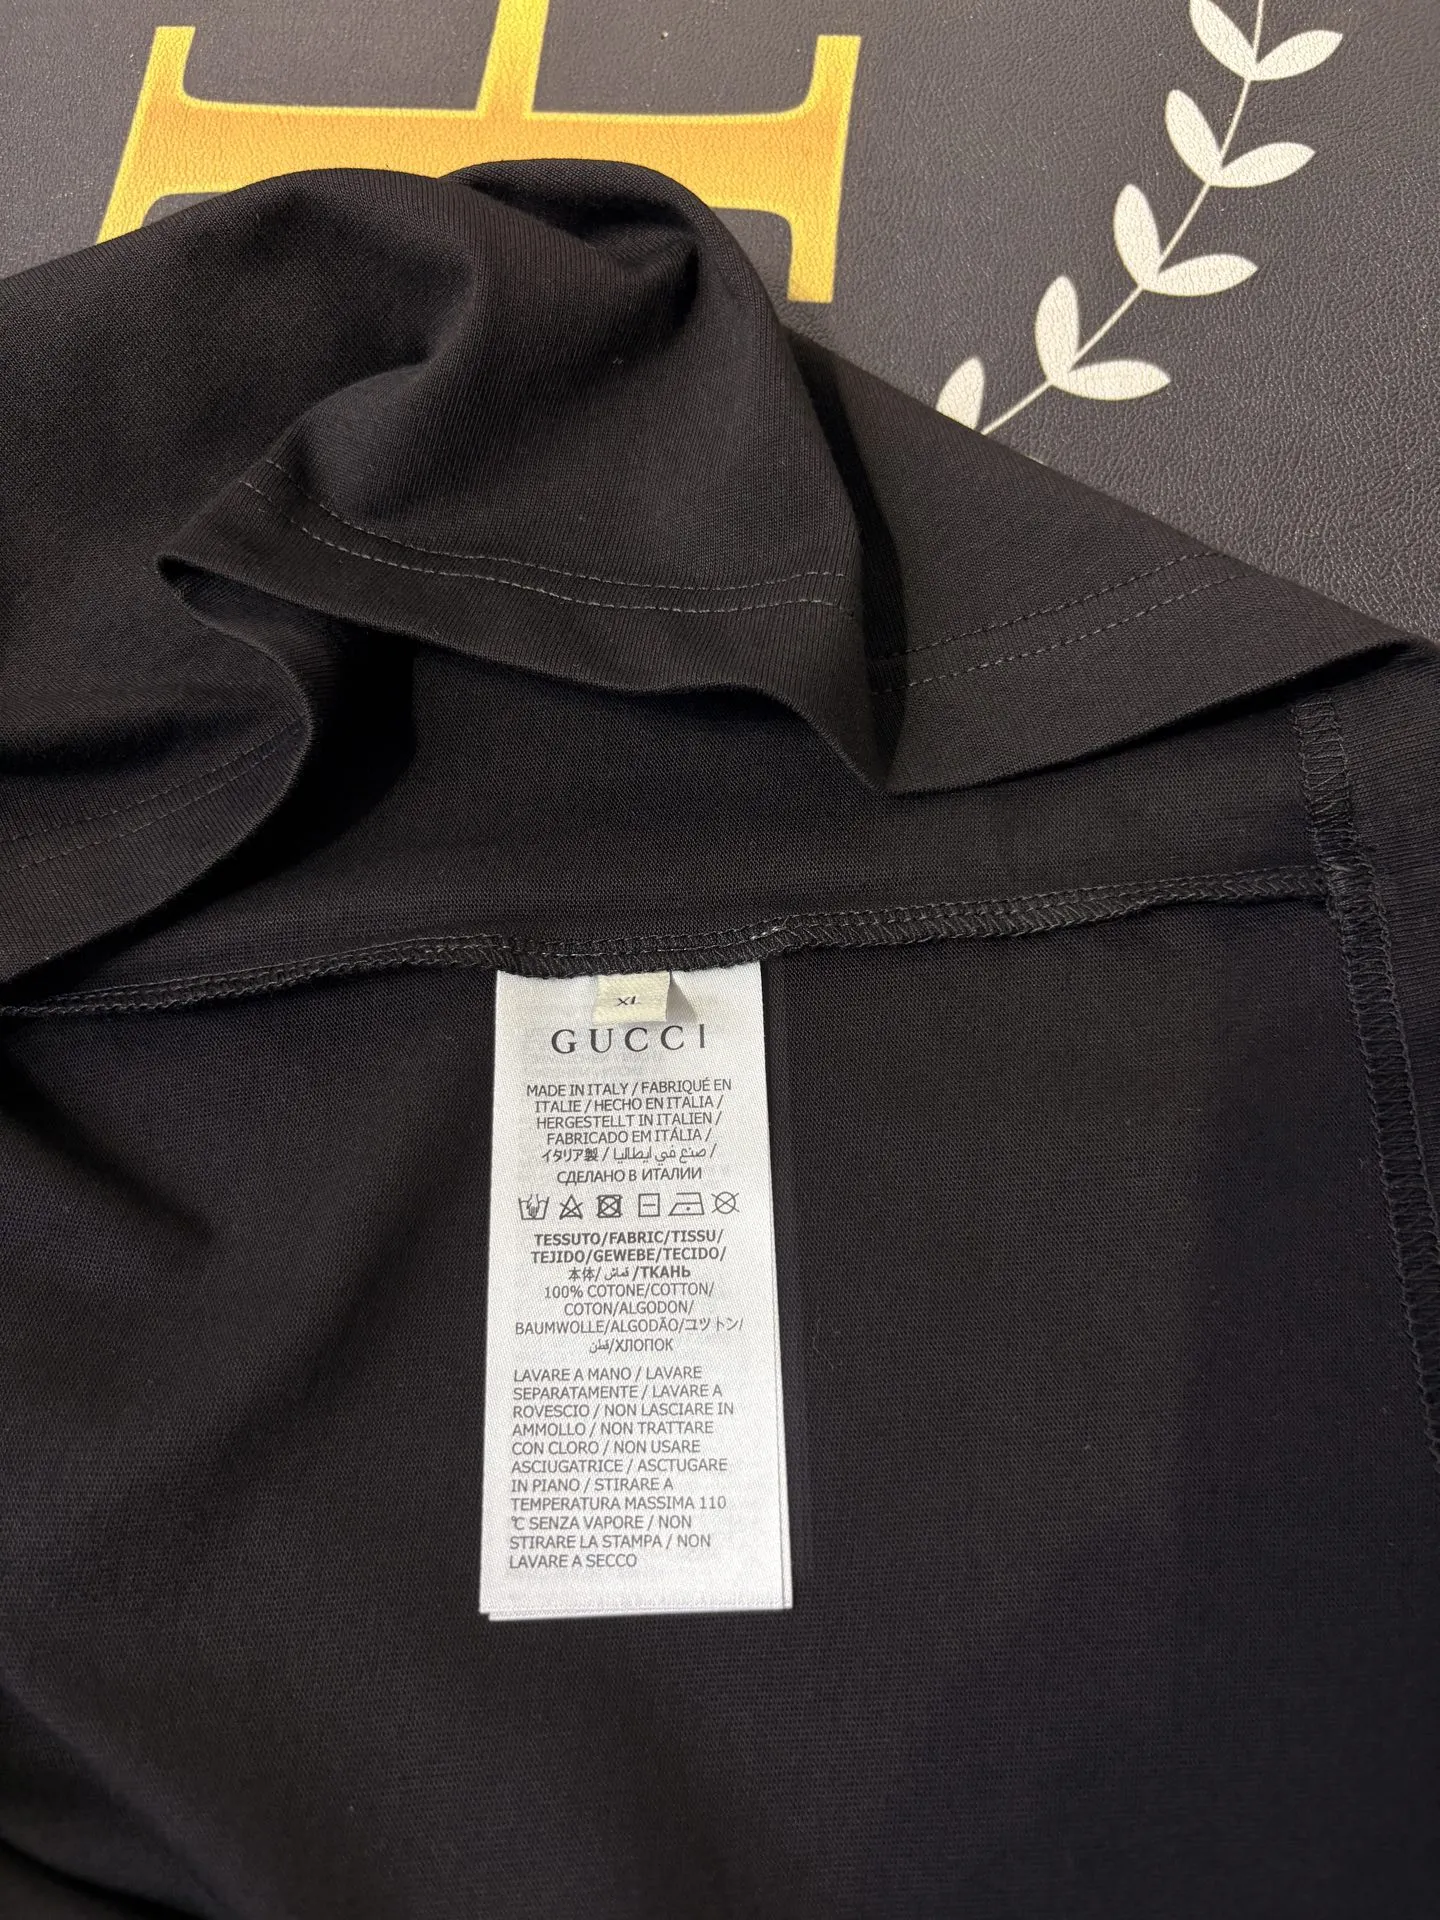 XL
GUCCI
MADE IN ITALY / FABRIQUÉ EN
ITALIE / HECHO EN ITALIA /
HERGESTELLT IN ITALIEN /
FABRICADO EM ITÁLIA /
イタリア製 / صنع في ايطاليا /
СДЕЛАНО В ИТАЛИИ
TESSUTO/FABRIC/TISSU/
TEJIDO/GEWEBE/TECIDO/
本体/ قماش /ТКАНЬ
100% COTONE/COTTON/
COTON/ALGODON/
BAUMWOLLE/ALGODÃO/ユツトン/
قطن/ХЛОПОК
LAVARE A MANO / LAVARE
SEPARATAMENTE / LAVARE A
ROVESCIO / NON LASCIARE IN
AMMOLLO / NON TRATTARE
CON CLORO / NON USARE
ASCIUGATRICE / ASCTUGARE
IN PIANO / STIRARE A
TEMPERATURA MASSIMA 110
℃ SENZA VAPORE / NON
STIRARE LA STAMPA / NON
LAVARE A SECCO